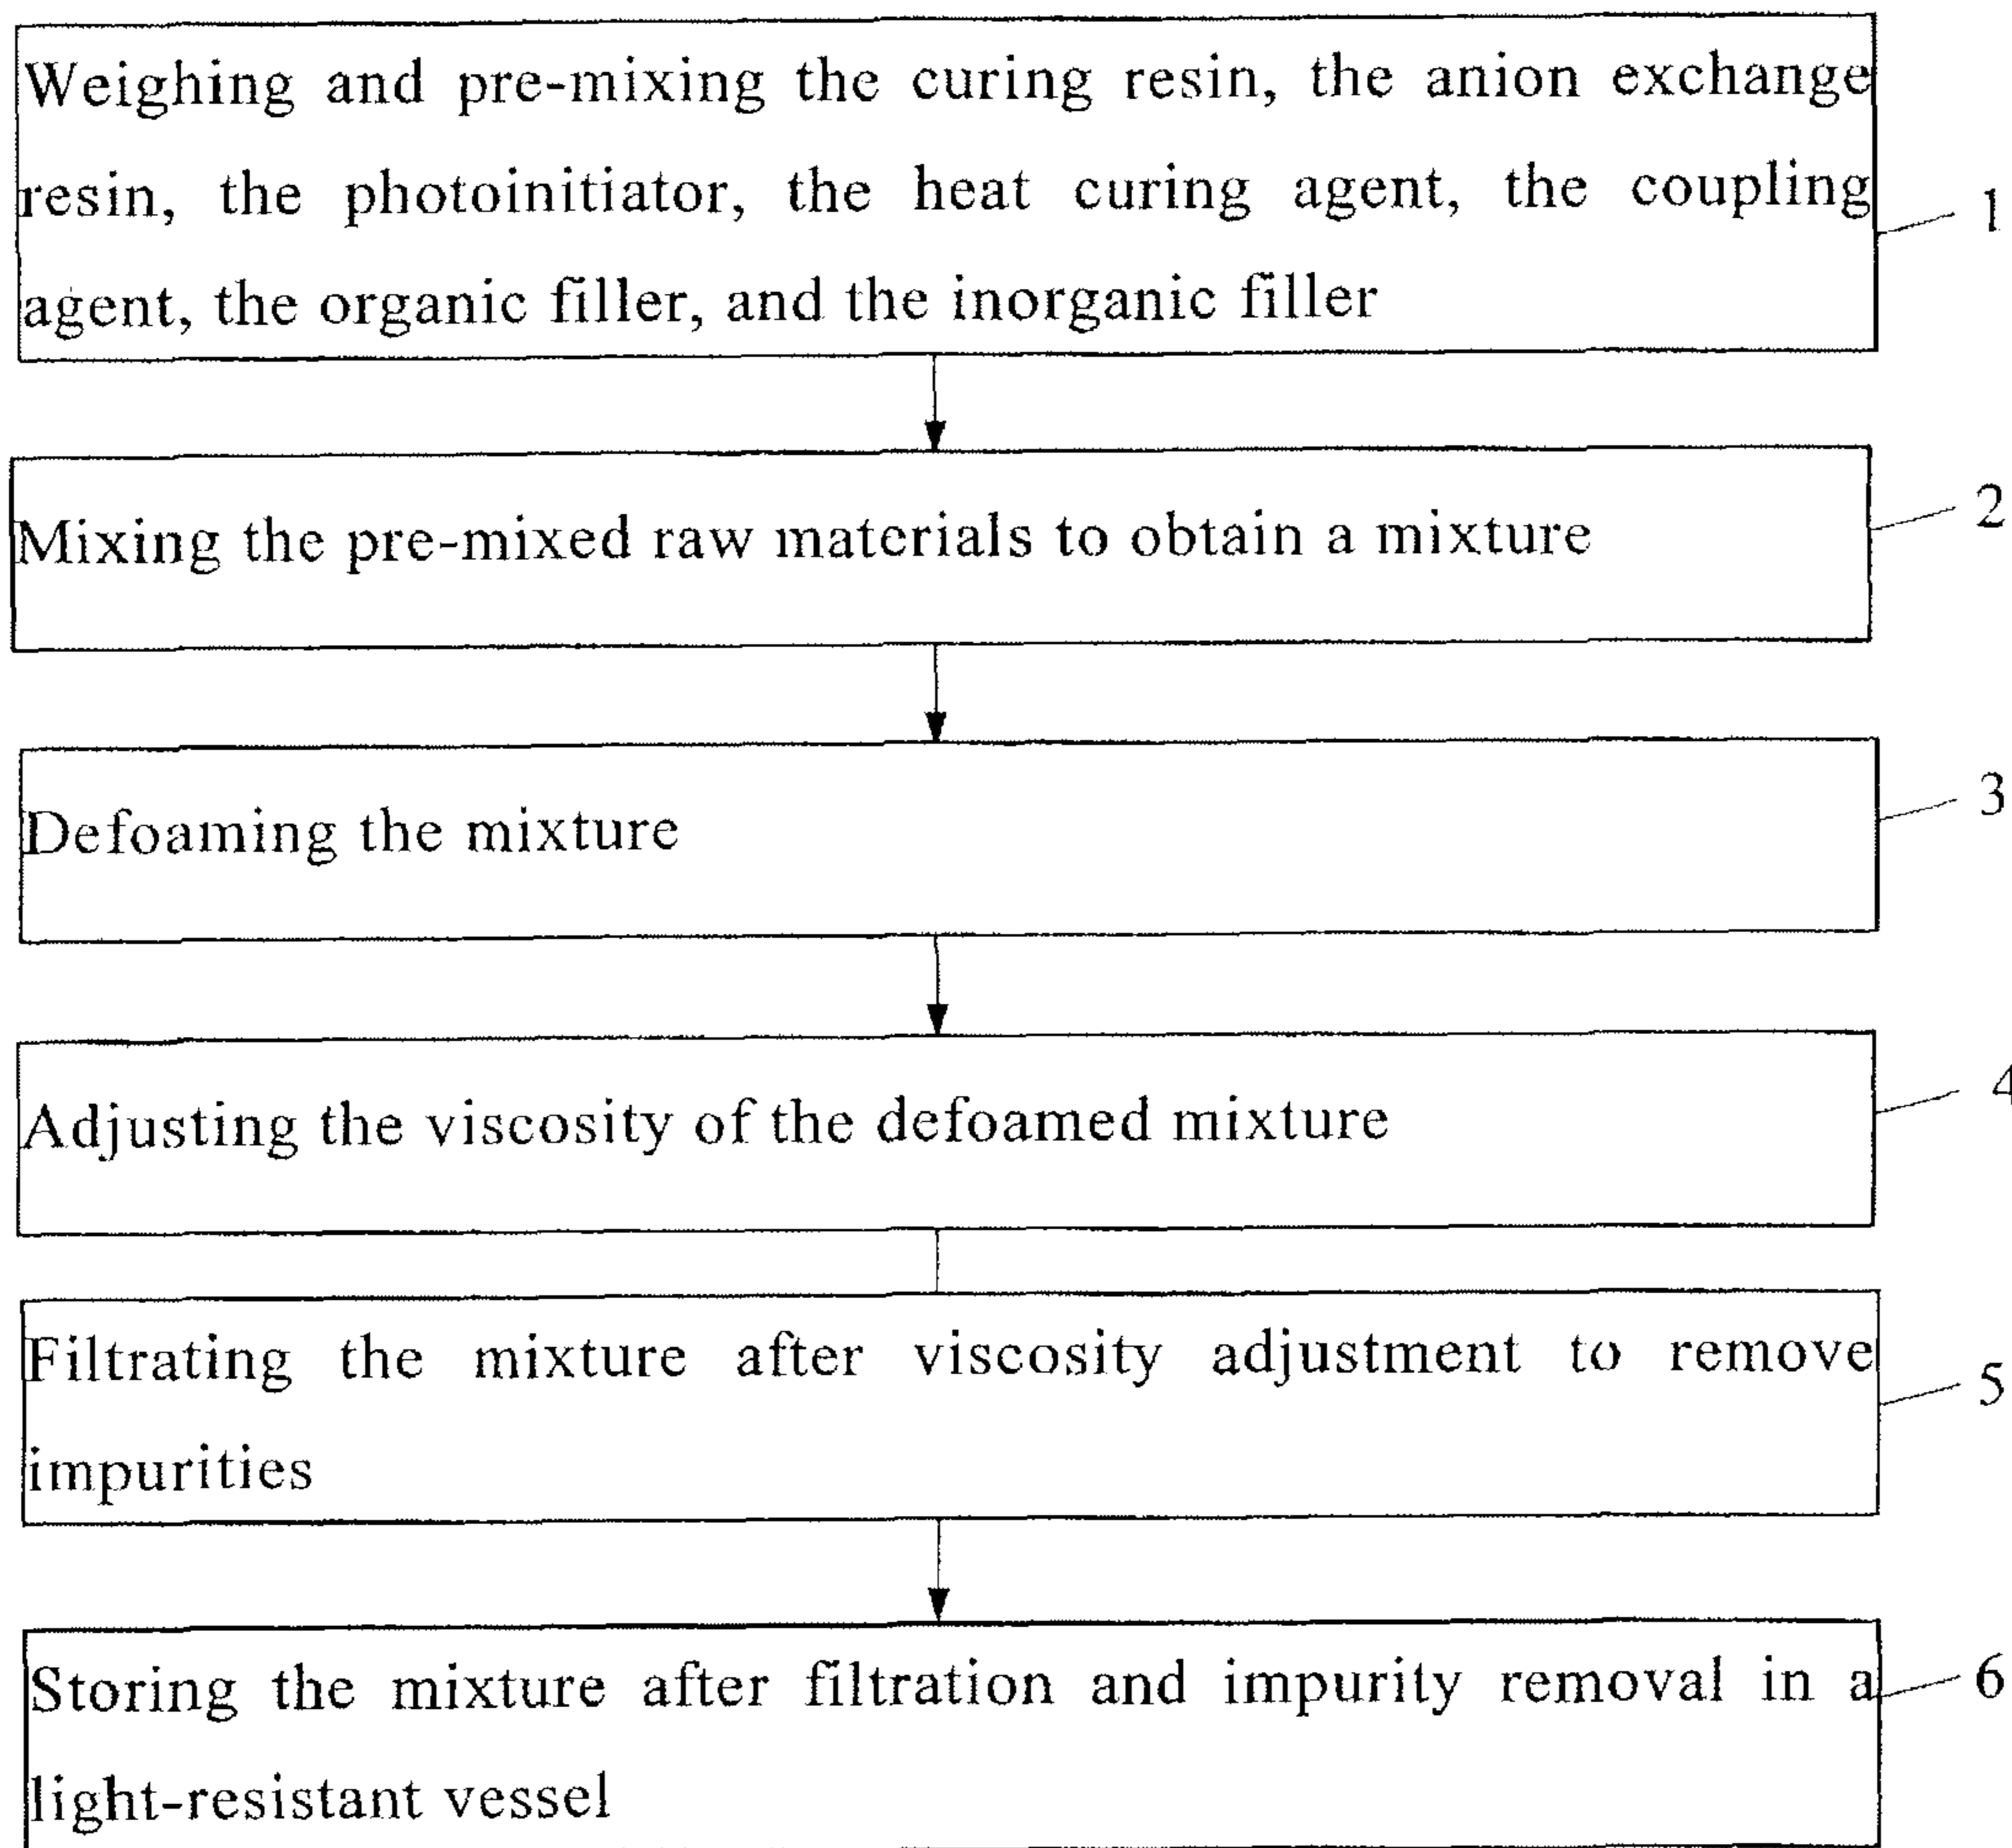 Weighing and pre-mixing the curing resin, the anion exchange
resin, the photoinitiator, the heat curing agent, the coupling
agent, the organic filler, and the inorganic filler
1
Mixing the pre-mixed raw materials to obtain a mixture
2
Defoaming the mixture
3
Adjusting the viscosity of the defoamed mixture
4
Filtrating the mixture after viscosity adjustment to remove
impurities
5
Storing the mixture after filtration and impurity removal in a
light-resistant vessel
6